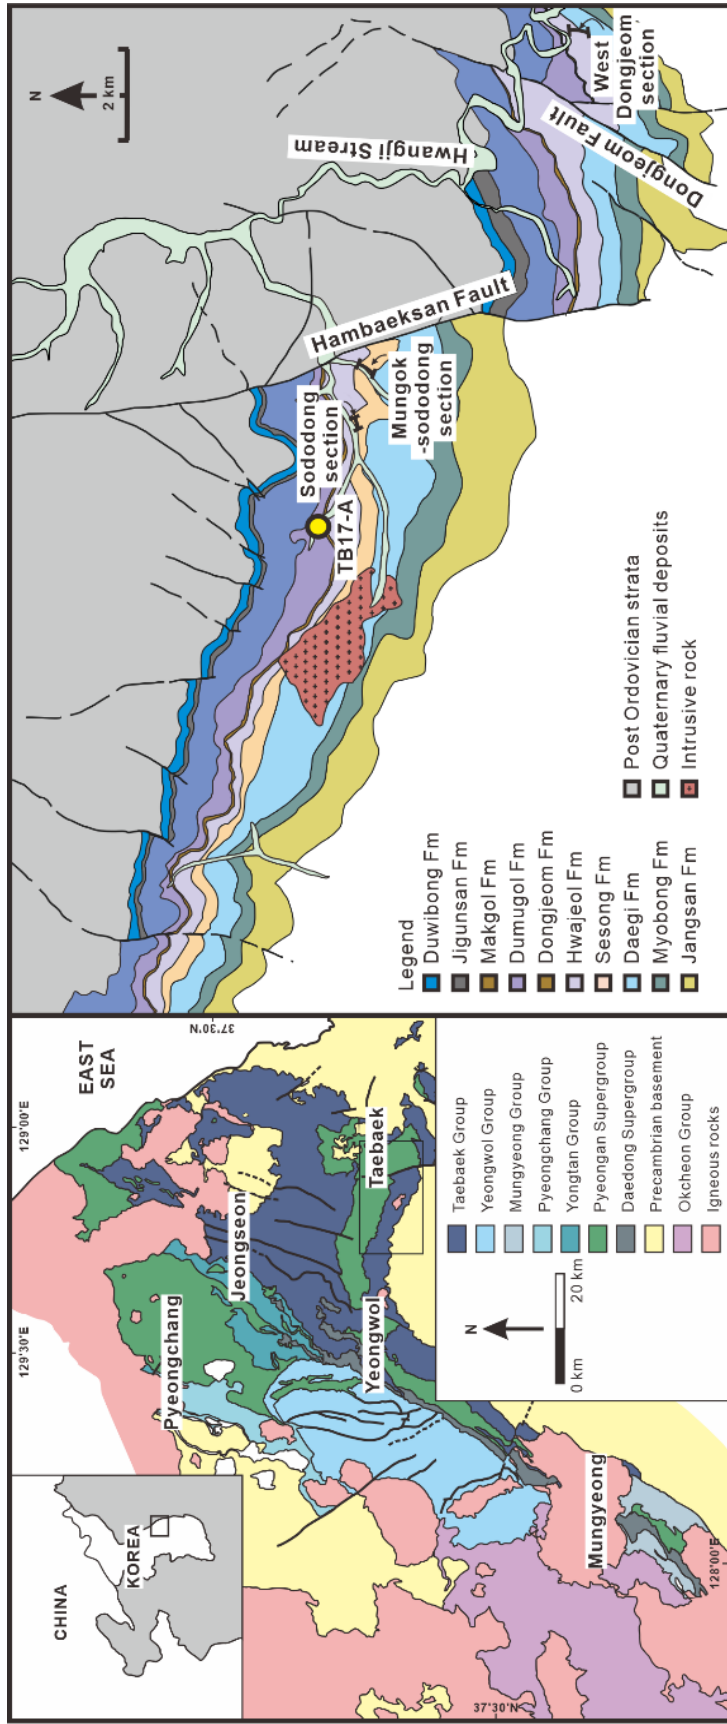 CHINA
KOREA
129°30'E
129°00'E
EAST
SEA
37°30'N
Pyeongchang
Jeongseon
Yeongwol
Taebaek
Mungyeong
37°30'N
128°00'E
N
0 km
20 km
Taebaek Group
Yeongwol Group
Mungyeong Group
Pyeongchang Group
Yongtan Group
Pyeongan Supergroup
Daedong Supergroup
Precambrian basement
Okcheon Group
Igneous rocks
N
2 km
Hwangji Stream
Hambaeksan Fault
Sododong
section
TB17-A
Mungok
-sododong
section
West
Dongjeom
section
Dongjeom Fault
Legend
Duwibong Fm
Jigunsan Fm
Makgol Fm
Dumugol Fm
Dongjeom Fm
Hwajeol Fm
Sesong Fm
Daegi Fm
Myobong Fm
Jangsan Fm
Post Ordovician strata
Quaternary fluvial deposits
Intrusive rock